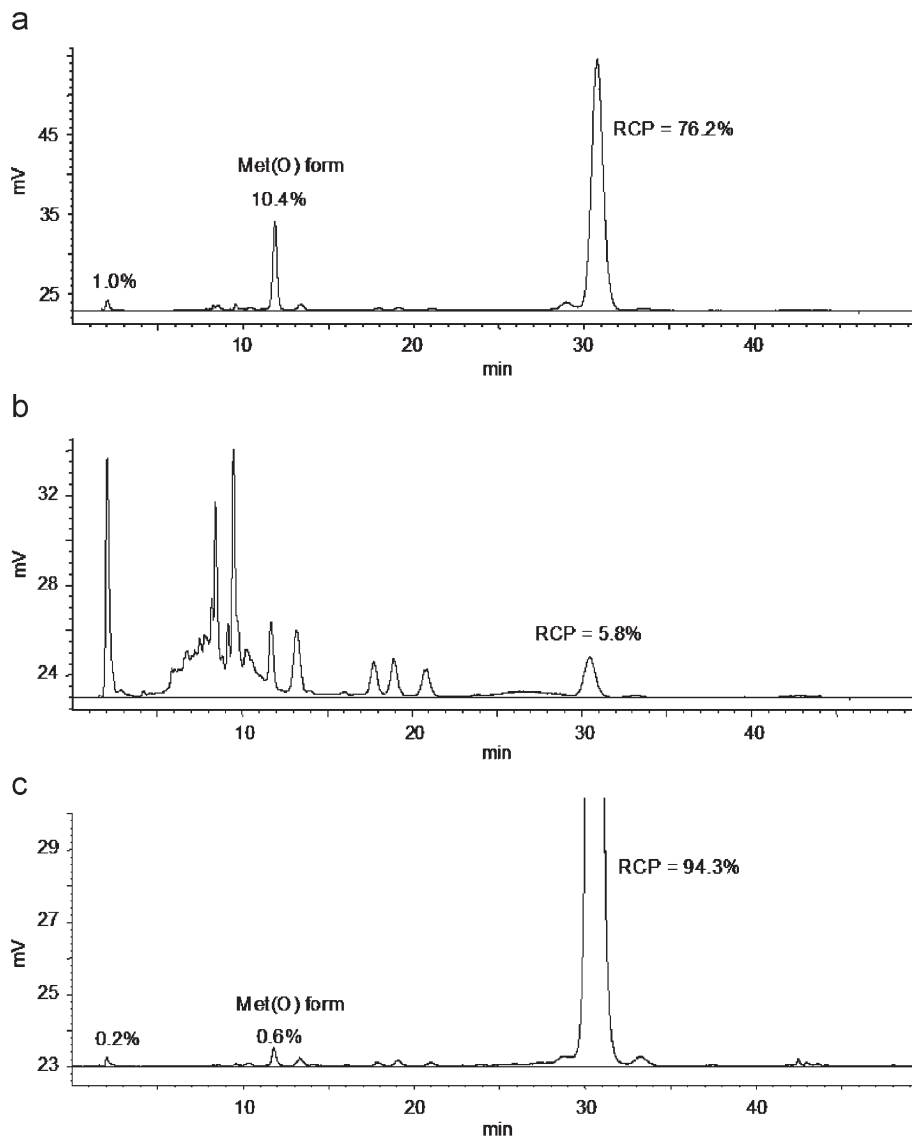 a
RCP = 76.2%
45
Met(O) form
mV
10.4%
35
1.0%
25
10 20 30 40
min
b
32
mV
28
RCP = 5.8%
24
10 20 30 40
min
c
29
RCP = 94.3%
27
mV
25
Met(O) form
0.2% 0.6%
23
10 20 30 40
min